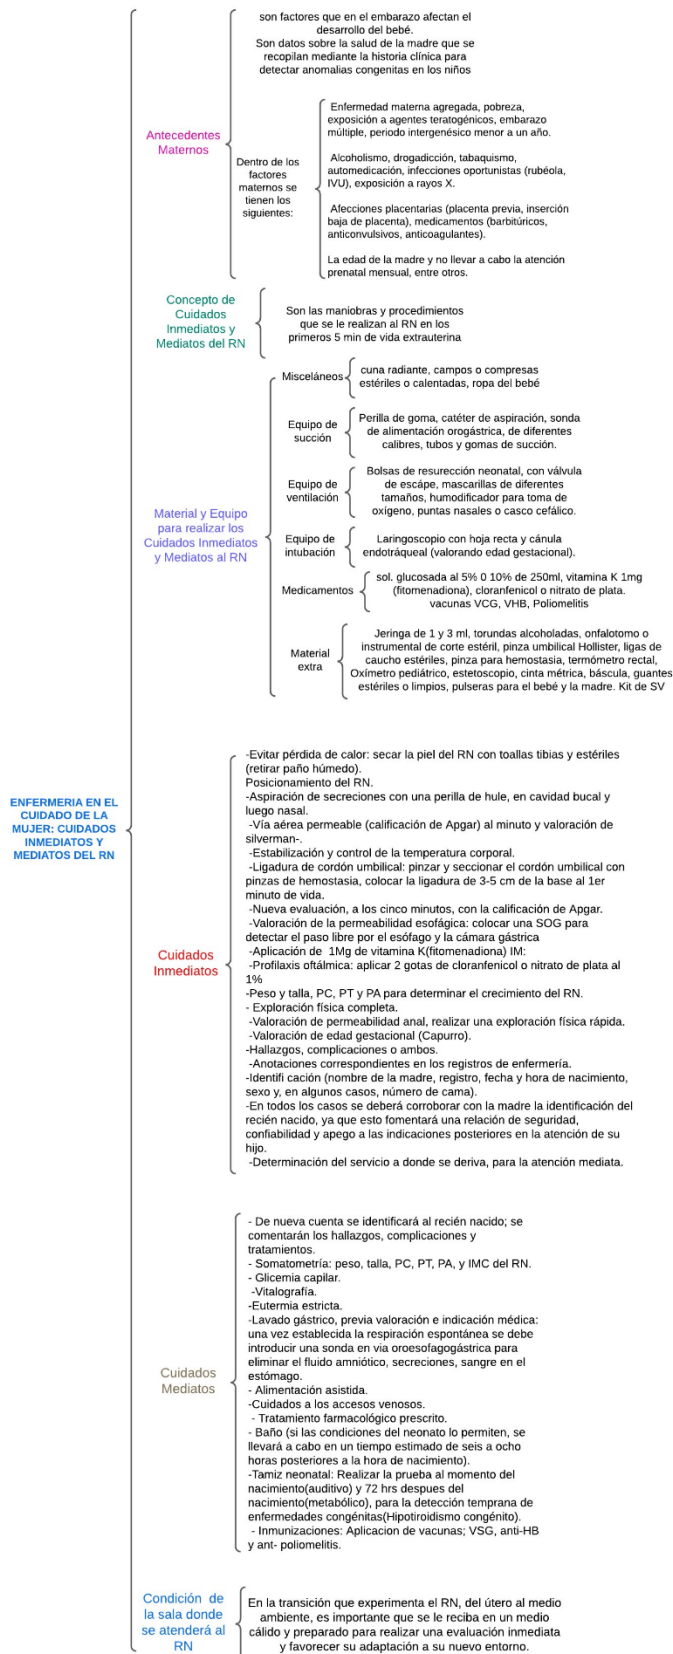 son factores que en el embarazo afectan el
desarrollo del bebé.
Son datos sobre la salud de la madre que se
recopilan mediante la historia clínica para
detectar anomalias congenitas en los niños
Antecedentes
Maternos
Dentro de los
factores
maternos se
tienen los
siguientes:
Enfermedad materna agregada, pobreza,
exposición a agentes teratogénicos, embarazo
múltiple, periodo intergenésico menor a un año.
Alcoholismo, drogadicción, tabaquismo,
automedicación, infecciones oportunistas (rubéola,
IVU), exposición a rayos X.
Afecciones placentarias (placenta previa, inserción
baja de placenta), medicamentos (barbitúricos,
anticonvulsivos, anticoagulantes).
La edad de la madre y no llevar a cabo la atención
prenatal mensual, entre otros.
Concepto de
Cuidados
Inmediatos y
Mediatos del RN
Son las maniobras y procedimientos
que se le realizan al RN en los
primeros 5 min de vida extrauterina
Material y Equipo
para realizar los
Cuidados Inmediatos
y Mediatos al RN
Misceláneos
cuna radiante, campos o compresas
estériles o calentadas, ropa del bebé
Equipo de
succión
Perilla de goma, catéter de aspiración, sonda
de alimentación orogástrica, de diferentes
calibres, tubos y gomas de succión.
Equipo de
ventilación
Bolsas de resurección neonatal, con válvula
de escápe, mascarillas de diferentes
tamaños, humodificador para toma de
oxígeno, puntas nasales o casco cefálico.
Equipo de
intubación
Laringoscopio con hoja recta y cánula
endotráqueal (valorando edad gestacional).
Medicamentos
sol. glucosada al 5% 0 10% de 250ml, vitamina K 1mg
(fitomenadiona), cloranfenicol o nitrato de plata.
vacunas VCG, VHB, Poliomelitis
Material
extra
Jeringa de 1 y 3 ml, torundas alcoholadas, onfalotomo o
instrumental de corte estéril, pinza umbilical Hollister, ligas de
caucho estériles, pinza para hemostasia, termómetro rectal,
Oxímetro pediátrico, estetoscopio, cinta métrica, báscula, guantes
estériles o limpios, pulseras para el bebé y la madre. Kit de SV
ENFERMERIA EN EL
CUIDADO DE LA
MUJER: CUIDADOS
INMEDIATOS Y
MEDIATOS DEL RN
Cuidados
Inmediatos
-Evitar pérdida de calor: secar la piel del RN con toallas tibias y estériles
(retirar paño húmedo).
Posicionamiento del RN.
-Aspiración de secreciones con una perilla de hule, en cavidad bucal y
luego nasal.
-Vía aérea permeable (calificación de Apgar) al minuto y valoración de
silverman-.
-Estabilización y control de la temperatura corporal.
-Ligadura de cordón umbilical: pinzar y seccionar el cordón umbilical con
pinzas de hemostasia, colocar la ligadura de 3-5 cm de la base al 1er
minuto de vida.
-Nueva evaluación, a los cinco minutos, con la calificación de Apgar.
-Valoración de la permeabilidad esofágica: colocar una SOG para
detectar el paso libre por el esófago y la cámara gástrica
-Aplicación de 1Mg de vitamina K(fitomenadiona) IM:
-Profilaxis oftálmica: aplicar 2 gotas de cloranfenicol o nitrato de plata al
1%
-Peso y talla, PC, PT y PA para determinar el crecimiento del RN.
- Exploración física completa.
-Valoración de permeabilidad anal, realizar una exploración física rápida.
-Valoración de edad gestacional (Capurro).
-Hallazgos, complicaciones o ambos.
-Anotaciones correspondientes en los registros de enfermería.
-Identifi cación (nombre de la madre, registro, fecha y hora de nacimiento,
sexo y, en algunos casos, número de cama).
-En todos los casos se deberá corroborar con la madre la identificación del
recién nacido, ya que esto fomentará una relación de seguridad,
confiabilidad y apego a las indicaciones posteriores en la atención de su
hijo.
-Determinación del servicio a donde se deriva, para la atención mediata.
Cuidados
Mediatos
- De nueva cuenta se identificará al recién nacido; se
comentarán los hallazgos, complicaciones y
tratamientos.
- Somatometría: peso, talla, PC, PT, PA, y IMC del RN.
- Glicemia capilar.
-Vitalografía.
-Eutermia estricta.
-Lavado gástrico, previa valoración e indicación médica:
una vez establecida la respiración espontánea se debe
introducir una sonda en via oroesofagogástrica para
eliminar el fluido amniótico, secreciones, sangre en el
estómago.
- Alimentación asistida.
-Cuidados a los accesos venosos.
- Tratamiento farmacológico prescrito.
- Baño (si las condiciones del neonato lo permiten, se
llevará a cabo en un tiempo estimado de seis a ocho
horas posteriores a la hora de nacimiento).
-Tamiz neonatal: Realizar la prueba al momento del
nacimiento(auditivo) y 72 hrs despues del
nacimiento(metabólico), para la detección temprana de
enfermedades congénitas(Hipotiroidismo congénito).
- Inmunizaciones: Aplicacion de vacunas; VSG, anti-HB
y ant- poliomelitis.
Condición de
la sala donde
se atenderá al
RN
En la transición que experimenta el RN, del útero al medio
ambiente, es importante que se le reciba en un medio
cálido y preparado para realizar una evaluación inmediata
y favorecer su adaptación a su nuevo entorno.